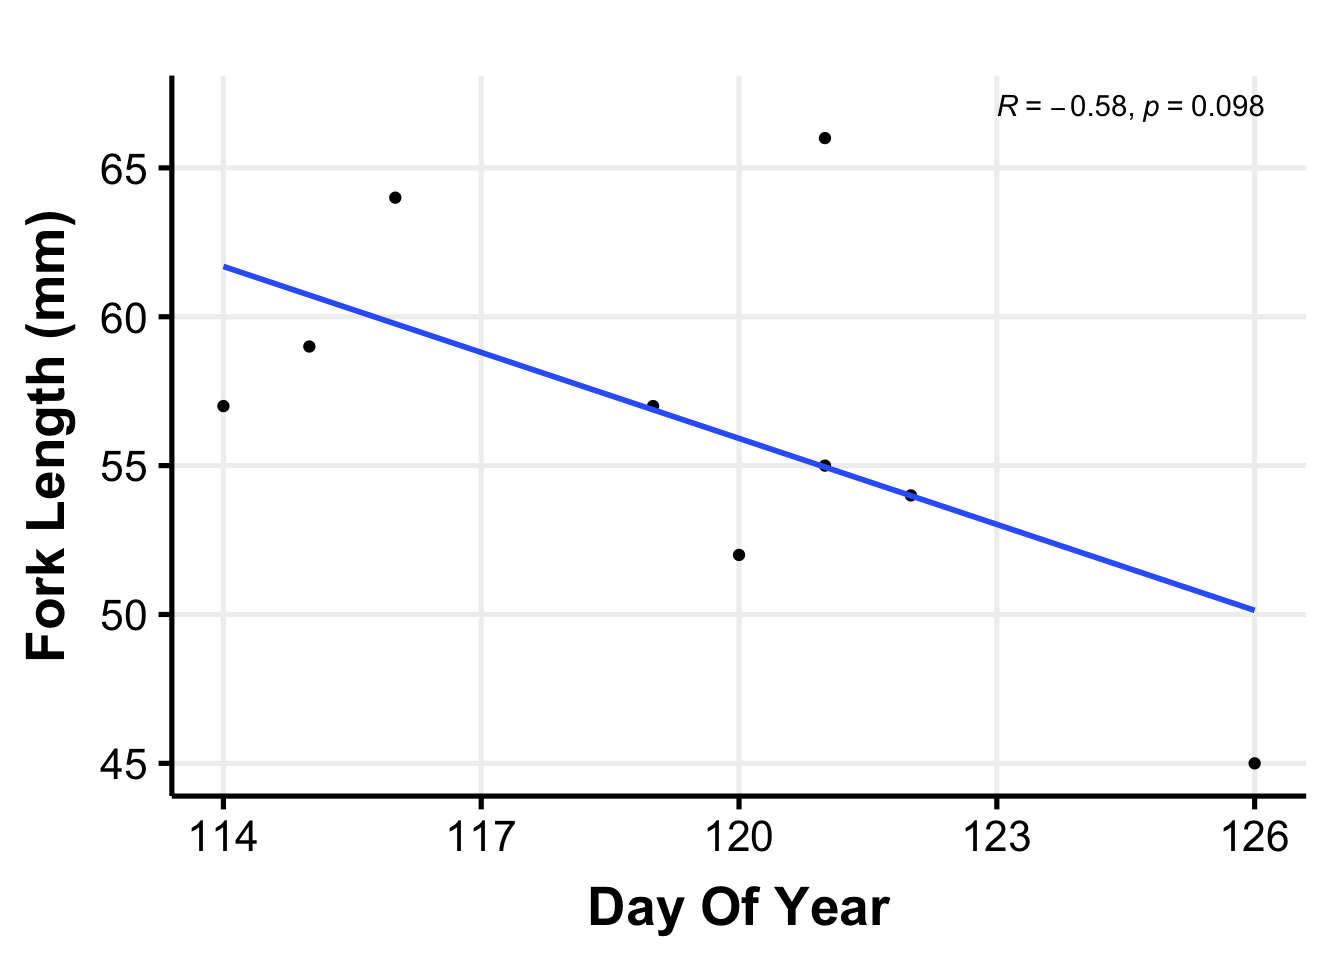 R = −0.58, p = 0.098
65
60
55
50
45
Fork Length (mm)
114 117 120 123 126
Day Of Year